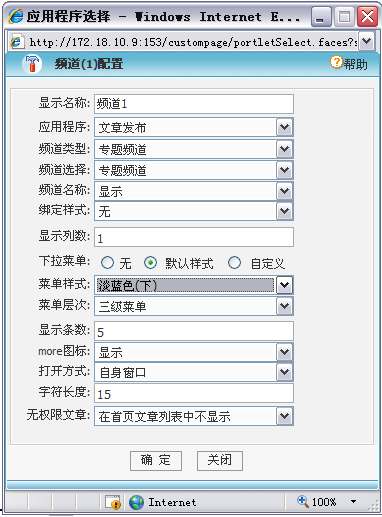 应用程序选择 - Windows Internet E...
http://172.18.10.9:153/custompage/portletSelect.faces?s
频道(1)配置 帮助
显示名称: 频道1
应用程序: 文章发布
频道类型: 专题频道
频道选择: 专题频道
频道名称: 显示
绑定样式: 无
显示列数: 1
下拉菜单: 无 默认样式 自定义
菜单样式: 淡蓝色(下)
菜单层次: 三级菜单
显示条数: 5
more图标: 显示
打开方式: 自身窗口
字符长度: 15
无权限文章: 在首页文章列表中不显示
确 定 关闭
Internet 100%